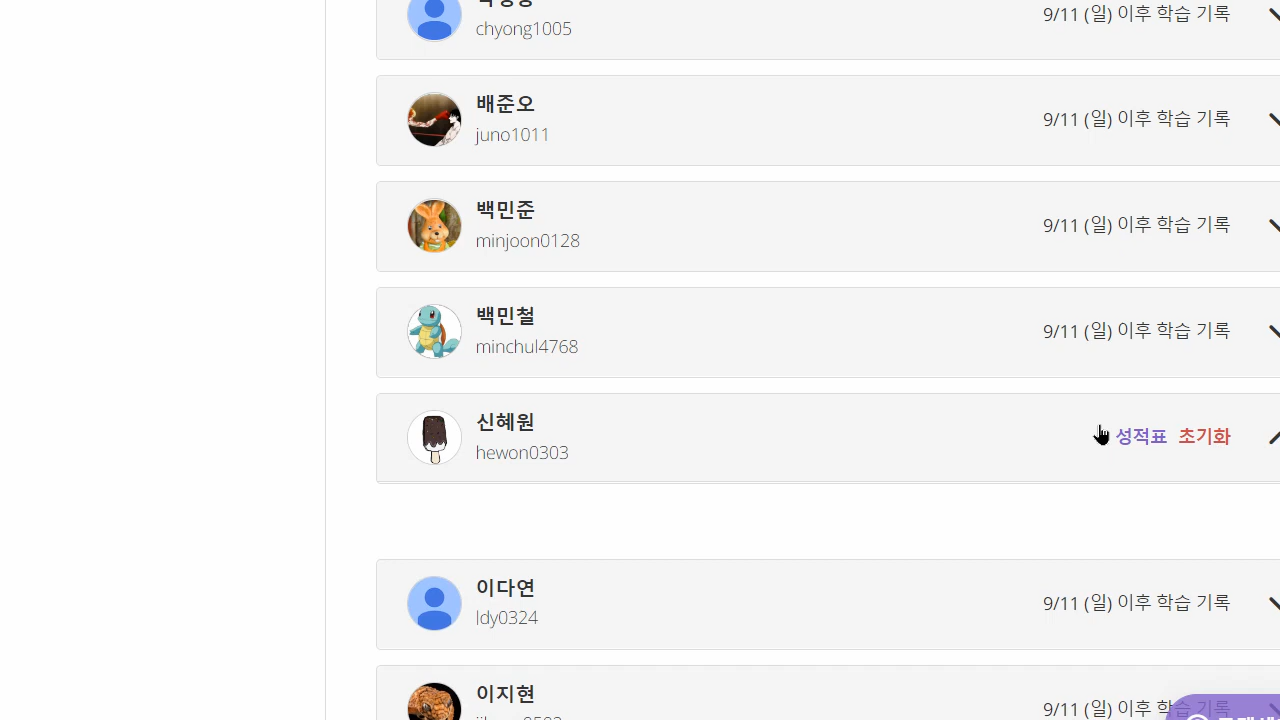 chyong1005
9/11 (일) 이후 학습 기록
배준오
juno1011
9/11 (일) 이후 학습 기록
백민준
minjoon0128
9/11 (일) 이후 학습 기록
백민철
minchul4768
9/11 (일) 이후 학습 기록
신혜원
hewon0303
성적표 초기화
이다연
ldy0324
9/11 (일) 이후 학습 기록
이지현
9/11 (일) 이후 학습 기록